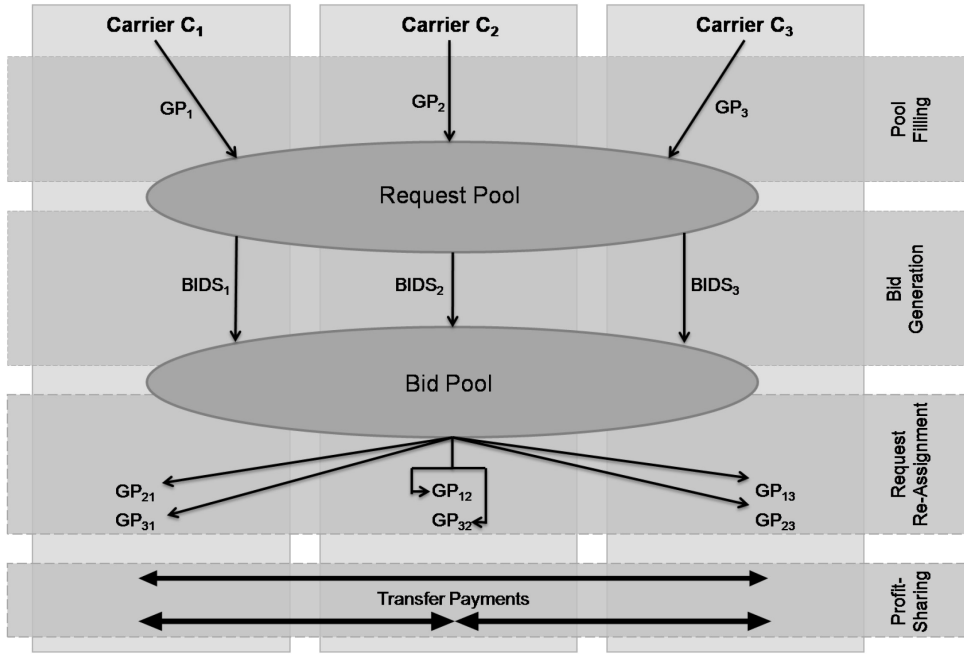 Carrier C₁
Carrier C₂
Carrier C₃
GP₁
GP₂
GP₃
Pool
Filling
Request Pool
BIDS₁
BIDS₂
BIDS₃
Bid
Generation
Bid Pool
GP₂₁
GP₁₂
GP₁₃
GP₃₁
GP₃₂
GP₂₃
Request
Re-Assignment
Transfer Payments
Profit-
Sharing